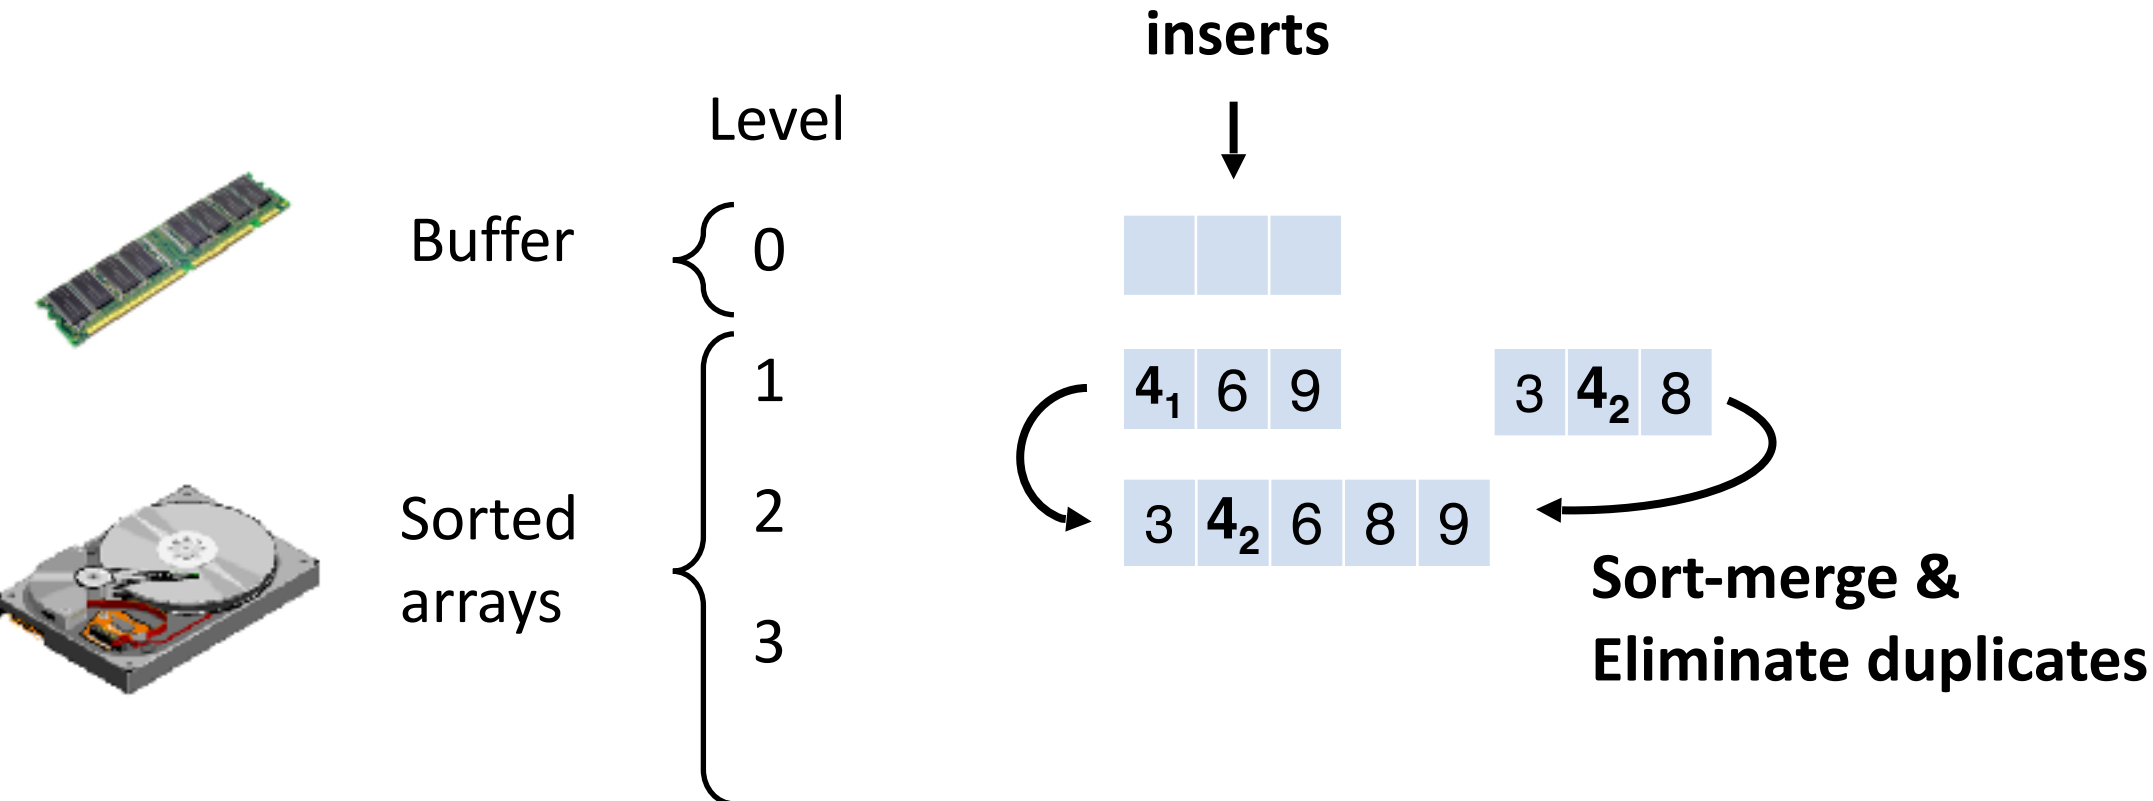 inserts
Level
Buffer
0
1
4₁ 6 9
3 4₂ 8
Sorted
arrays
2
3 4₂ 6 8 9
3
Sort-merge &
Eliminate duplicates